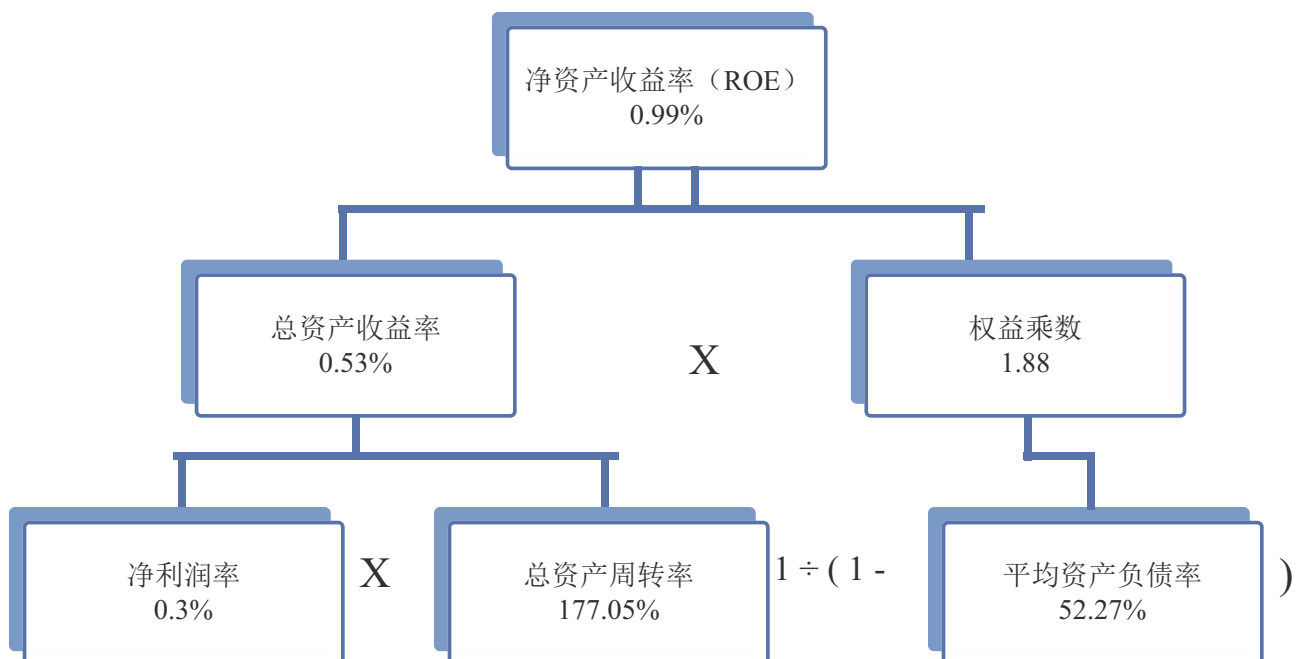 净资产收益率（ROE）
0.99%
总资产收益率
0.53%
X
权益乘数
1.88
净利润率
0.3%
X
总资产周转率
177.05%
1 ÷ ( 1 -
平均资产负债率
52.27%
)